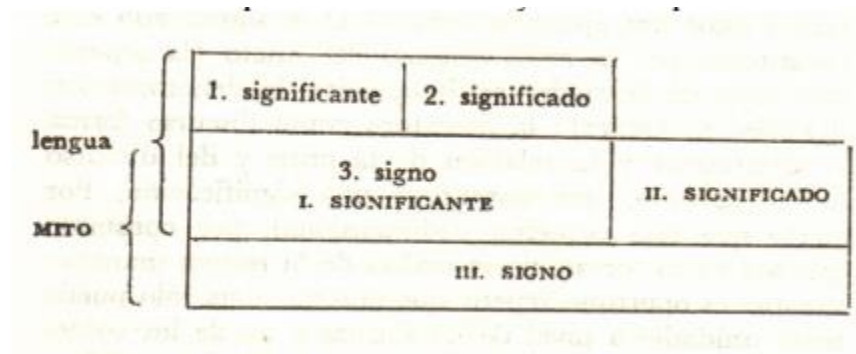 1. significante 2. significado
lengua
3. signo
I. SIGNIFICANTE II. SIGNIFICADO
MITO
III. SIGNO